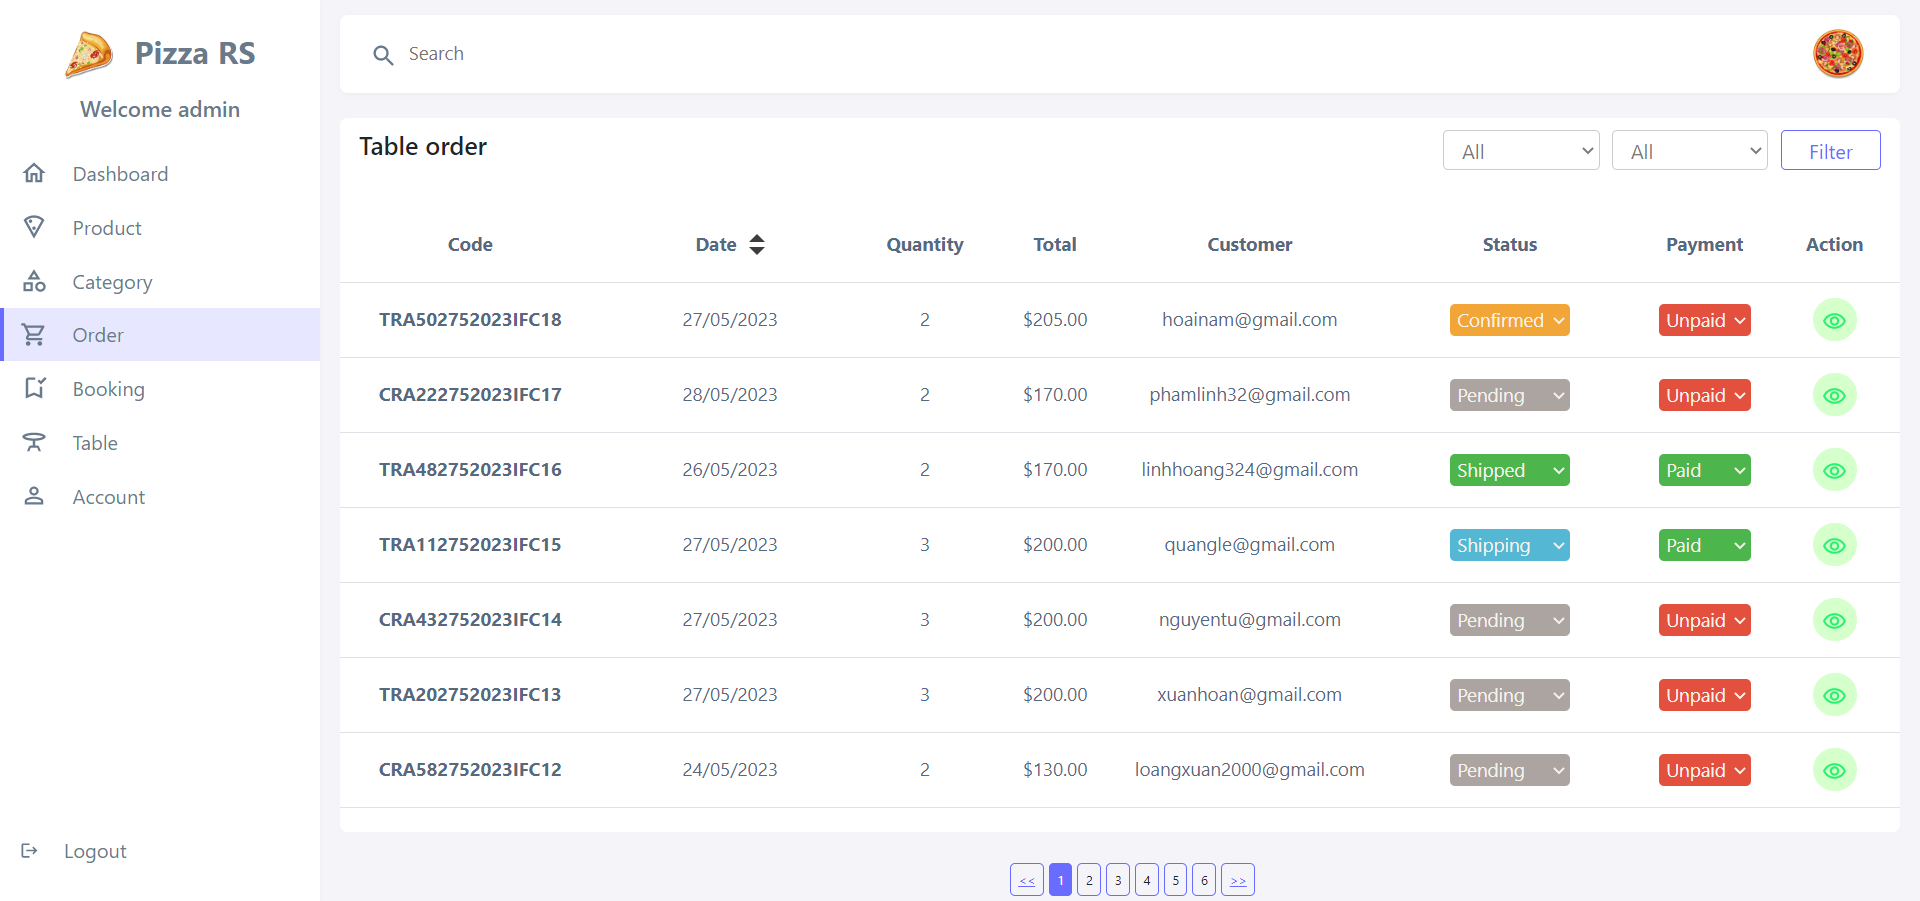 Pizza RS
Welcome admin
Dashboard
Product
Category
Order
Booking
Table
Account
Logout
Search
Table order
All All Filter
Code Date Quantity Total Customer Status Payment Action
TRA502752023IFC18 27/05/2023 2 $205.00 hoainam@gmail.com Confirmed Unpaid
CRA222752023IFC17 28/05/2023 2 $170.00 phamlinh32@gmail.com Pending Unpaid
TRA482752023IFC16 26/05/2023 2 $170.00 linhhoang324@gmail.com Shipped Paid
TRA112752023IFC15 27/05/2023 3 $200.00 quangle@gmail.com Shipping Paid
CRA432752023IFC14 27/05/2023 3 $200.00 nguyentu@gmail.com Pending Unpaid
TRA202752023IFC13 27/05/2023 3 $200.00 xuanhoan@gmail.com Pending Unpaid
CRA582752023IFC12 24/05/2023 2 $130.00 loangxuan2000@gmail.com Pending Unpaid
<< 1 2 3 4 5 6 >>